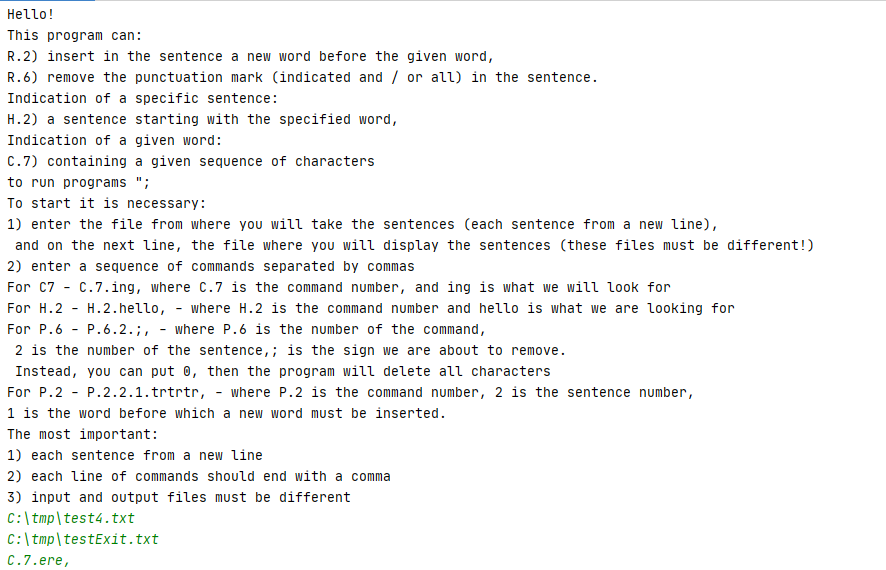 Hello!
This program can:
R.2) insert in the sentence a new word before the given word,
R.6) remove the punctuation mark (indicated and / or all) in the sentence.
Indication of a specific sentence:
H.2) a sentence starting with the specified word,
Indication of a given word:
C.7) containing a given sequence of characters
to run programs ";
To start it is necessary:
1) enter the file from where you will take the sentences (each sentence from a new line),
 and on the next line, the file where you will display the sentences (these files must be different!)
2) enter a sequence of commands separated by commas
For C7 - C.7.ing, where C.7 is the command number, and ing is what we will look for
For H.2 - H.2.hello, - where H.2 is the command number and hello is what we are looking for
For P.6 - P.6.2.;, - where P.6 is the number of the command,
 2 is the number of the sentence,; is the sign we are about to remove.
 Instead, you can put 0, then the program will delete all characters
For P.2 - P.2.2.1.trtrtr, - where P.2 is the command number, 2 is the sentence number,
1 is the word before which a new word must be inserted.
The most important:
1) each sentence from a new line
2) each line of commands should end with a comma
3) input and output files must be different
C:\tmp\test4.txt
C:\tmp\testExit.txt
C.7.ere,